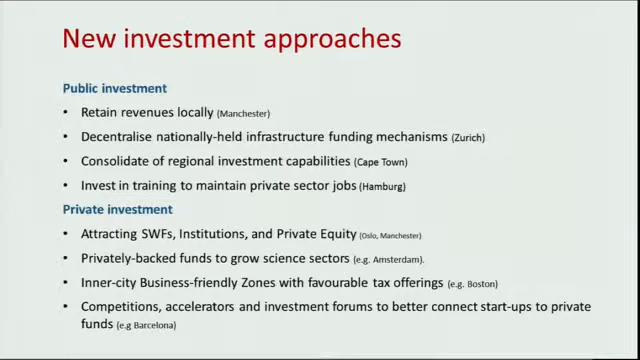 New investment approaches
Public investment
• Retain revenues locally (Manchester)
• Decentralise nationally-held infrastructure funding mechanisms (Zurich)
• Consolidate of regional investment capabilities (Cape Town)
• Invest in training to maintain private sector jobs (Hamburg)
Private investment
• Attracting SWFs, Institutions, and Private Equity (Oslo, Manchester)
• Privately-backed funds to grow science sectors (e.g. Amsterdam).
• Inner-city Business-friendly Zones with favourable tax offerings (e.g. Boston)
• Competitions, accelerators and investment forums to better connect start-ups to private
funds (e.g Barcelona)